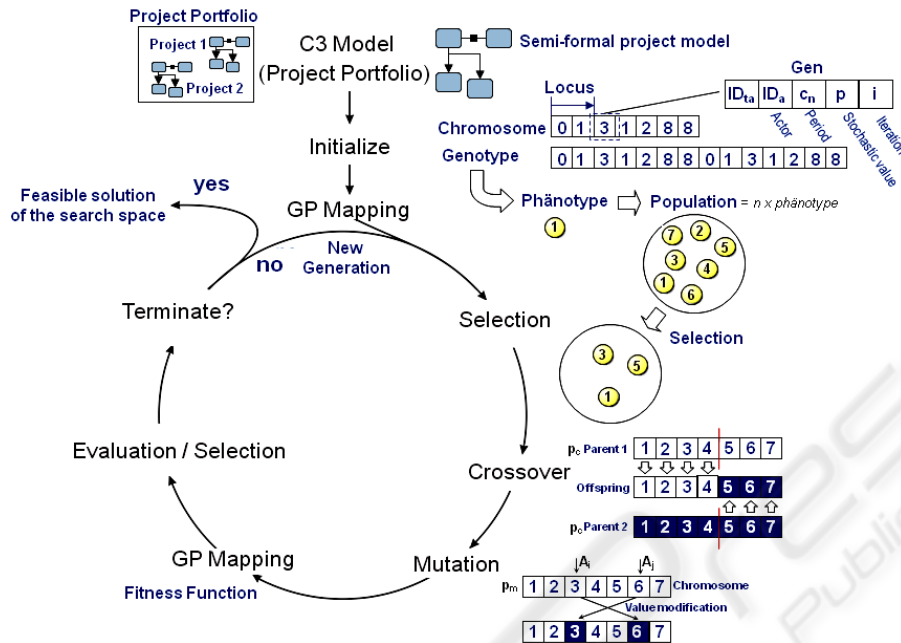 Project Portfolio
Project 1
Project 2
C3 Model
(Project Portfolio)
Semi-formal project model
Initialize
GP Mapping
Feasible solution
of the search space
yes
no
New
Generation
Terminate?
Selection
Evaluation / Selection
Crossover
GP Mapping
Fitness Function
Mutation
Gen
IDta IDa cn p i
Actor
Period
Stochastic value
Iteration
Locus
Chromosome 0 1 3 1 2 8 8
Genotype
0 1 3 1 2 8 8 0 1 3 1 2 8 8
Phänotype
Population = n x phänotype
1
7 2 5
3 4
1 6
Selection
3 5
1
pc Parent 1 1 2 3 4 5 6 7
Offspring 1 2 3 4 5 6 7
pc Parent 2 1 2 3 4 5 6 7
Ai Aj
pm 1 2 3 4 5 6 7 Chromosome
Value modification
1 2 3 4 5 6 7
Pres
Public